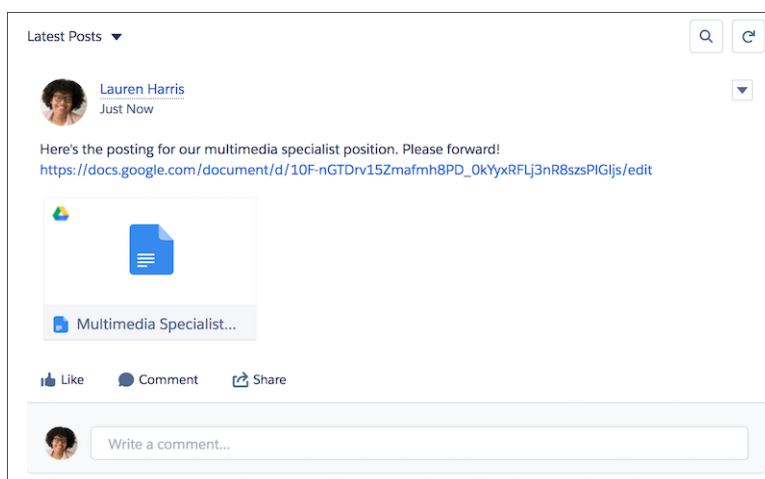 Latest Posts
Lauren Harris
Just Now
Here's the posting for our multimedia specialist position. Please forward!
https://docs.google.com/document/d/10F-nGTDrv15Zmafmh8PD_0kYyxRFLj3nR8szsPIGljs/edit
Multimedia Specialist...
Like Comment Share
Write a comment...